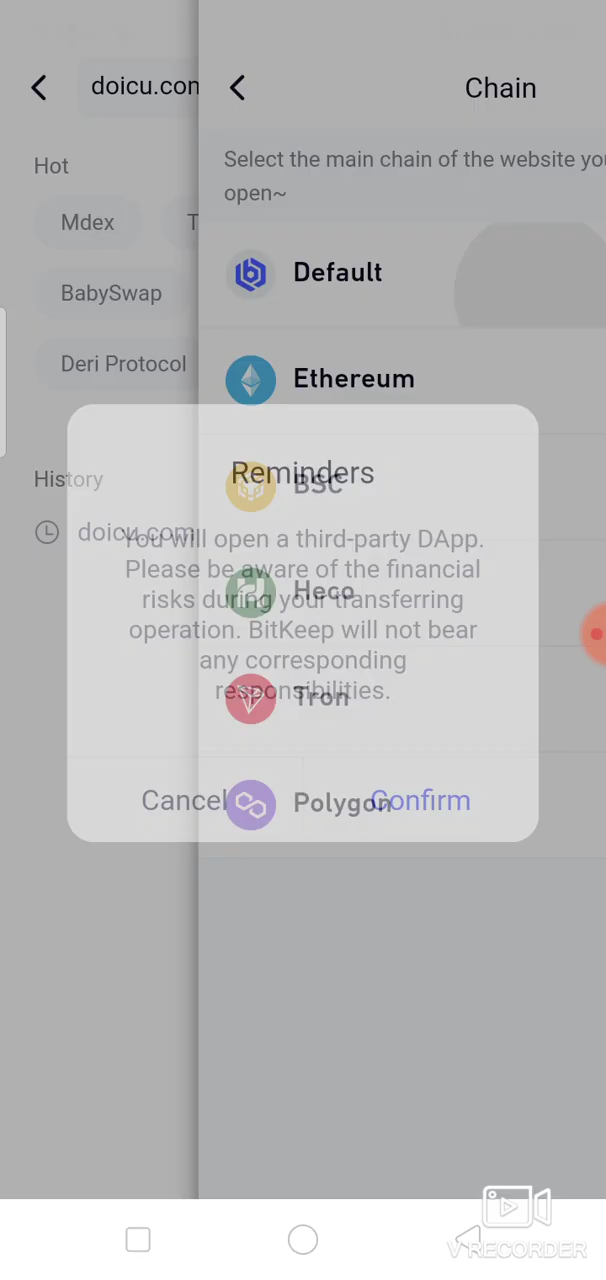 doicu.com
Chain
Hot
Select the main chain of the website you
open~
Mdex
T
Default
BabySwap
Deri Protocol
Ethereum
History
Reminders
BSC
doicu.com
You will open a third-party DApp.
Please be aware of the financial
risks during your transferring
operation. BitKeep will not bear
any corresponding
responsibilities.
Heco
Tron
Cancel
Polygon
Confirm
V RECORDER